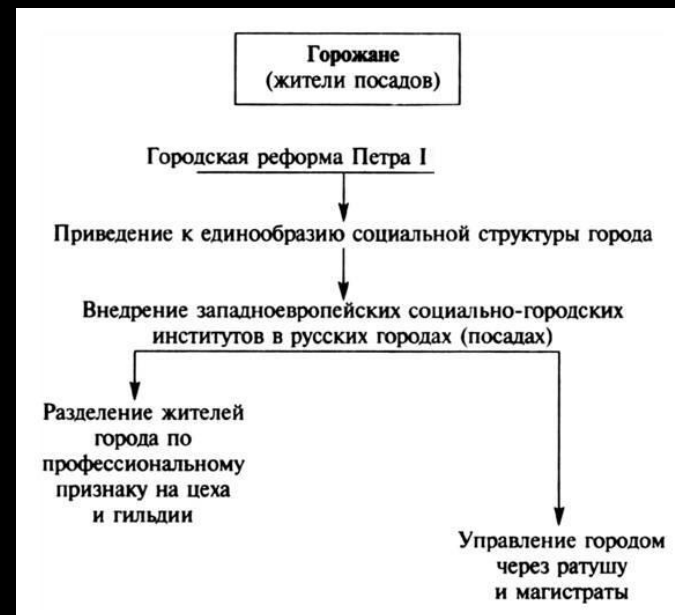 Горожане
(жители посадов)
Городская реформа Петра I
Приведение к единообразию социальной структуры города
Внедрение западноевропейских социально-городских
институтов в русских городах (посадах)
Разделение жителей
города по
профессиональному
признаку на цеха
и гильдии
Управление городом
через ратушу
и магистраты